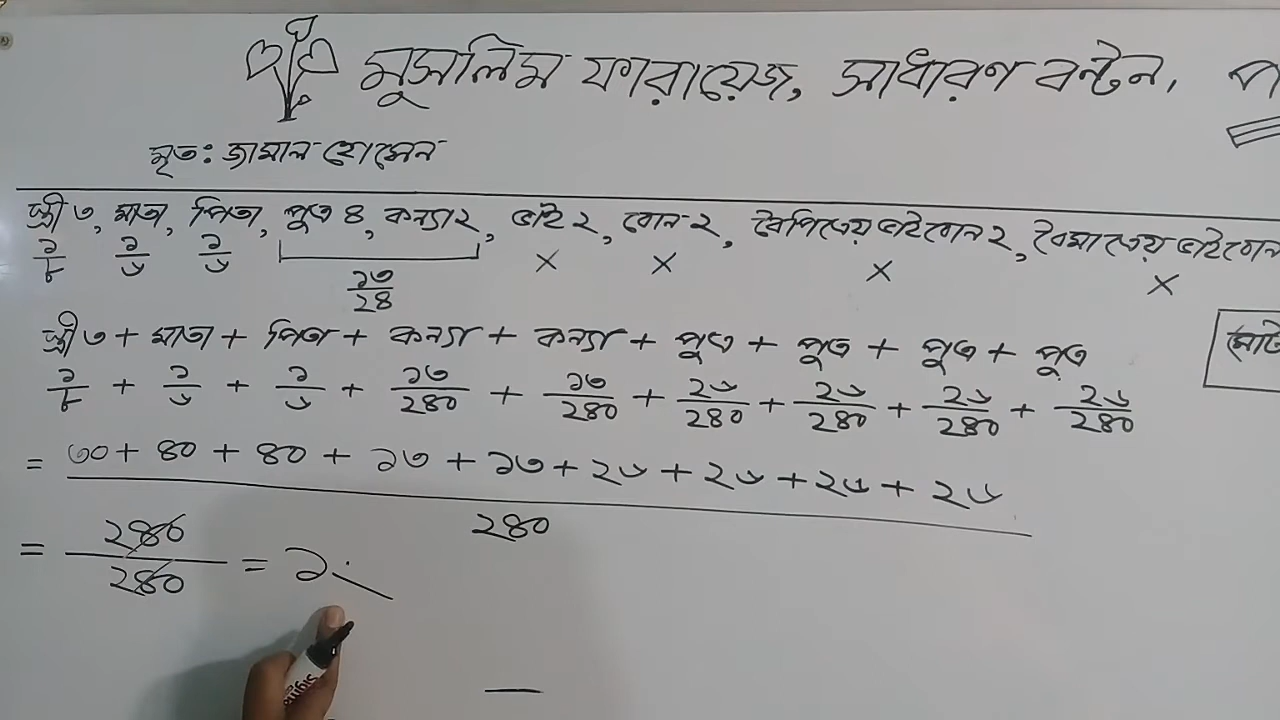 মুসলিম ফারায়েজ, সাধারণ বন্টন,
মৃত: জামাল হোসেন
স্ত্রী ৩, মাতা, পিতা, পুত্র ৪, কন্যা ২, ভাই ২, বোন ২, বৈপিত্রেয় ভাইবোন ২, বৈমাত্রেয় ভাইবোন
১/৮ ১/৬ ১/৬ ১৩/২৪ × × × ×
স্ত্রী ৩ + মাতা + পিতা + কন্যা + কন্যা + পুত্র + পুত্র + পুত্র + পুত্র
১/৮ + ১/৬ + ১/৬ + ১৩/২৪০ + ১৩/২৪০ + ২৬/২৪০ + ২৬/২৪০ + ২৬/২৪০ + ২৬/২৪০
= ৩০ + ৪০ + ৪০ + ১৩ + ১৩ + ২৬ + ২৬ + ২৬ + ২৬
২৪০
= ২৪০/২৪০ = ১